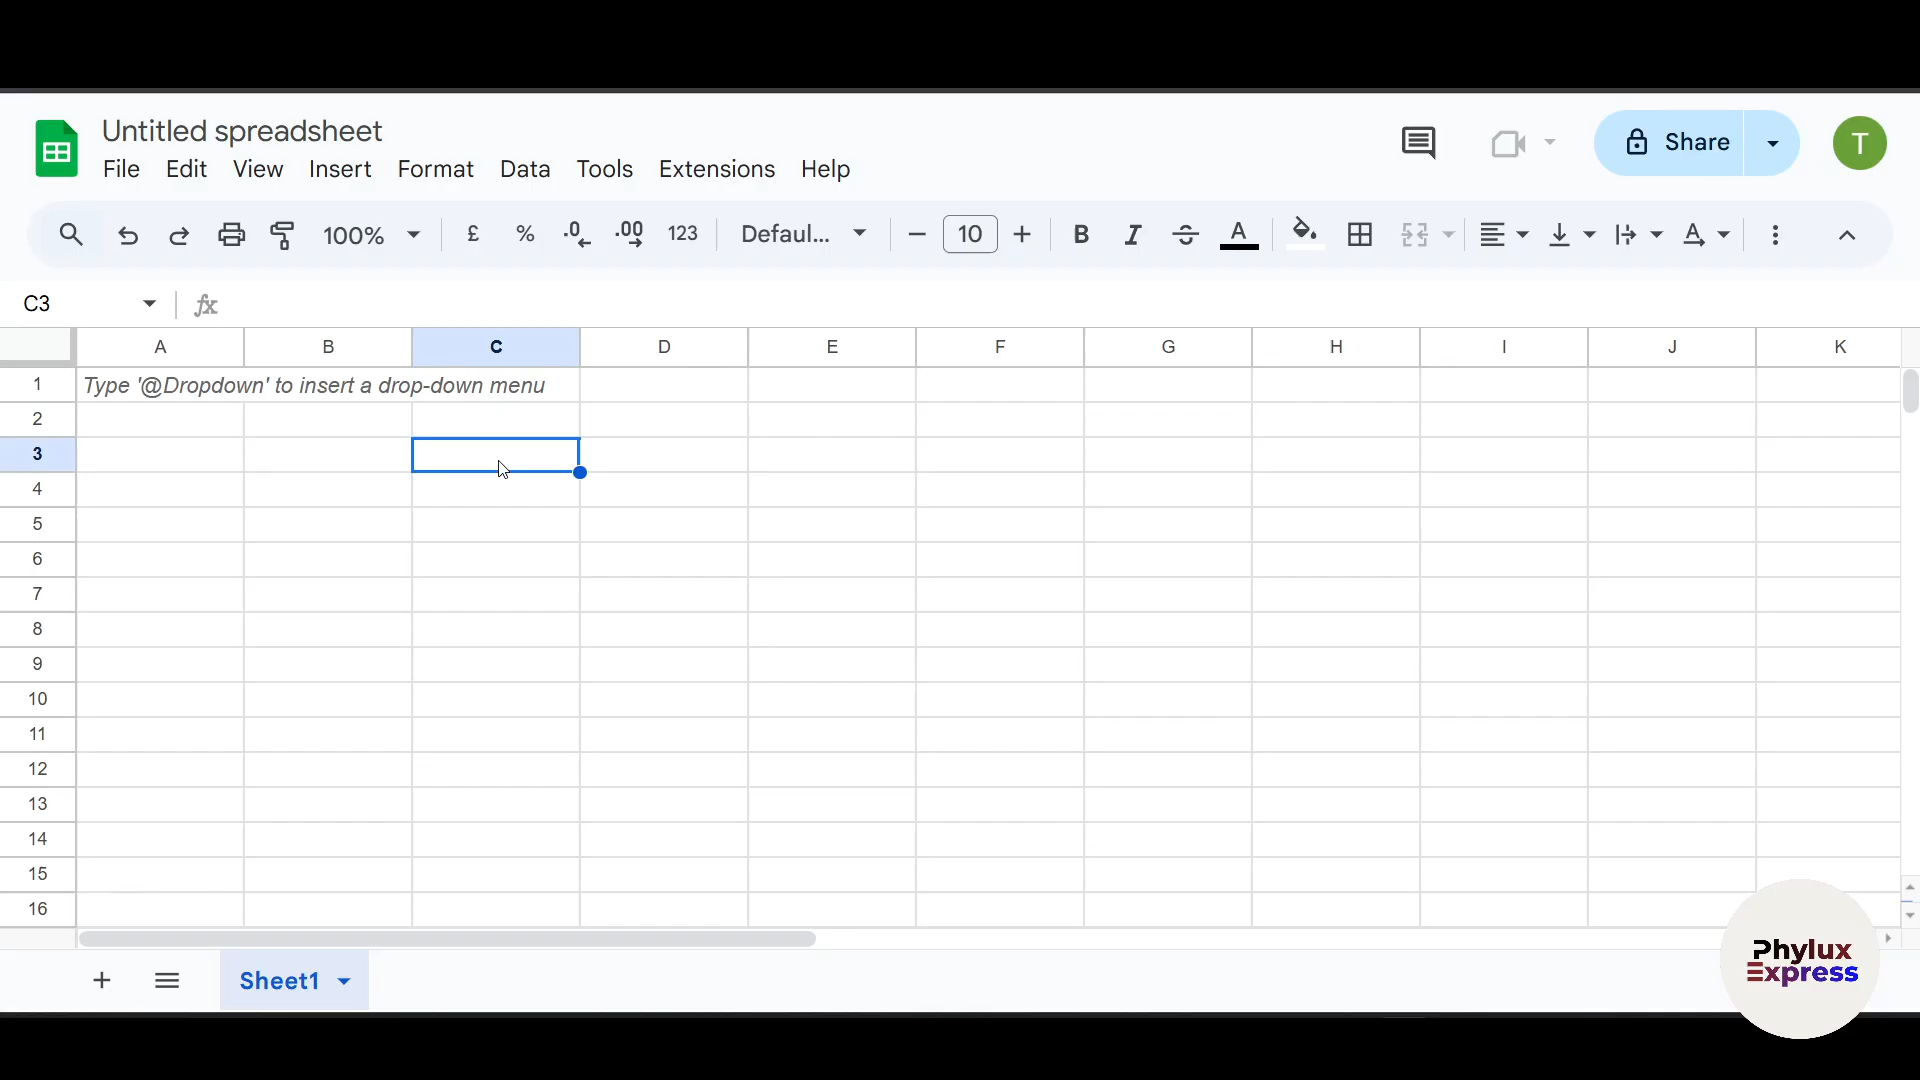 Untitled spreadsheet
File Edit View Insert Format Data Tools Extensions Help
Share
T
100% £ % .0 .00 123 Defaul... 10 B I A A
C3 fx
A B C D E F G H I J K
1 Type '@Dropdown' to insert a drop-down menu
2
3
4
5
6
7
8
9
10
11
12
13
14
15
16
Sheet1
Phylux
Express